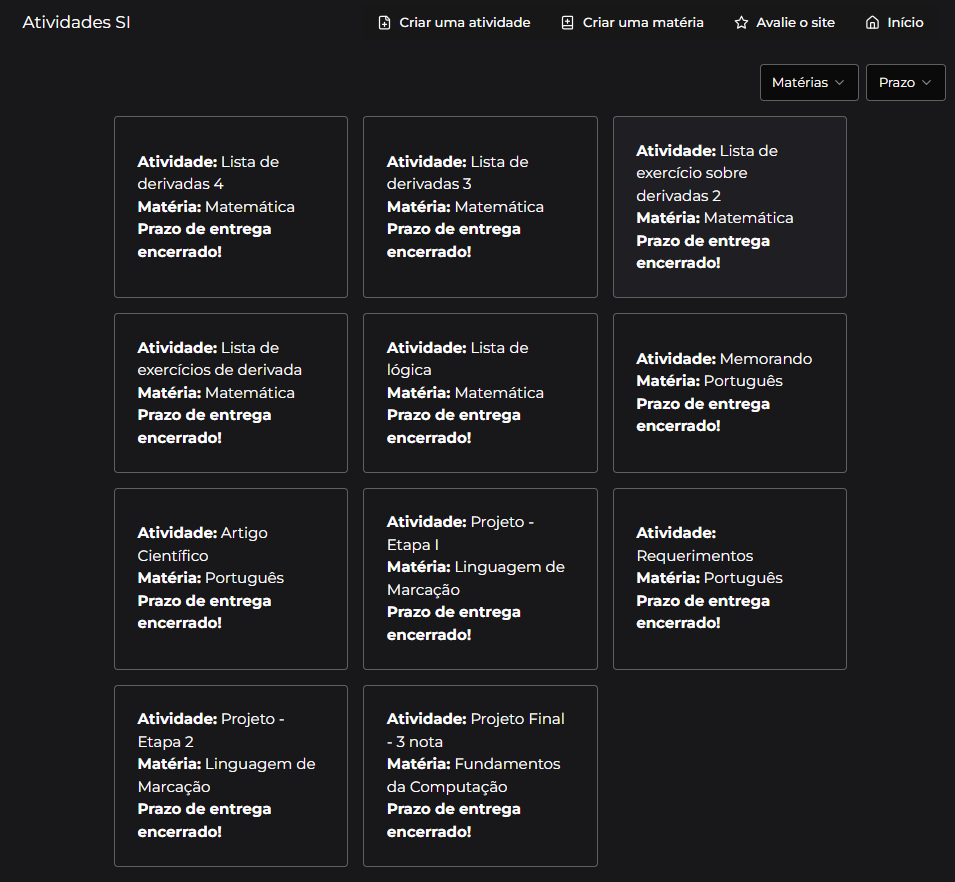 Atividades SI
Criar uma atividade
Criar uma matéria
Avalie o site
Início
Matérias
Prazo
Atividade: Lista de
derivadas 4
Matéria: Matemática
Prazo de entrega
encerrado!
Atividade: Lista de
derivadas 3
Matéria: Matemática
Prazo de entrega
encerrado!
Atividade: Lista de
exercício sobre
derivadas 2
Matéria: Matemática
Prazo de entrega
encerrado!
Atividade: Lista de
exercícios de derivada
Matéria: Matemática
Prazo de entrega
encerrado!
Atividade: Lista de
lógica
Matéria: Matemática
Prazo de entrega
encerrado!
Atividade: Memorando
Matéria: Português
Prazo de entrega
encerrado!
Atividade: Artigo
Científico
Matéria: Português
Prazo de entrega
encerrado!
Atividade: Projeto -
Etapa I
Matéria: Linguagem de
Marcação
Prazo de entrega
encerrado!
Atividade:
Requerimentos
Matéria: Português
Prazo de entrega
encerrado!
Atividade: Projeto -
Etapa 2
Matéria: Linguagem de
Marcação
Prazo de entrega
encerrado!
Atividade: Projeto Final
- 3 nota
Matéria: Fundamentos
da Computação
Prazo de entrega
encerrado!